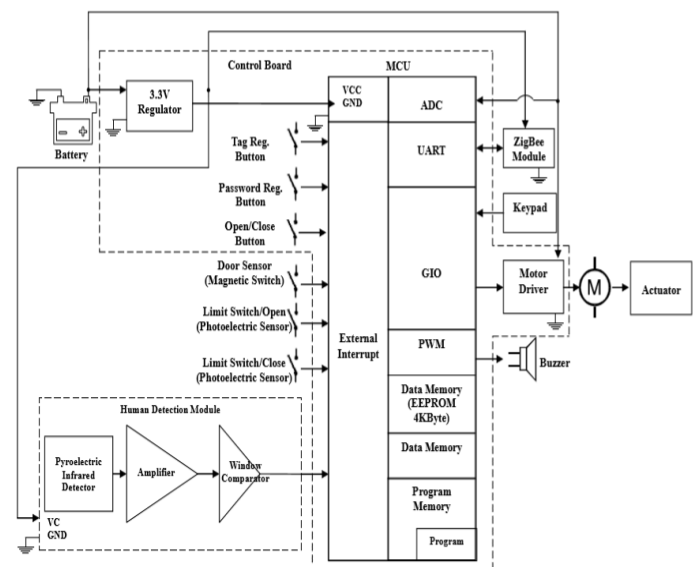 Control Board
MCU
3.3V
Regulator
VCC
GND
ADC
Battery
Tag Reg.
Button
UART
ZigBee
Module
Password Reg.
Button
Keypad
Open/Close
Button
Door Sensor
(Magnetic Switch)
GIO
Motor
Driver
M
Actuator
Limit Switch/Open
(Photoelectric Sensor)
External
Interrupt
PWM
Buzzer
Limit Switch/Close
(Photoelectric Sensor)
Data Memory
(EEPROM
4KByte)
Human Detection Module
Data Memory
Pyroelectric
Infrared
Detector
Amplifier
Window
Comparator
Program
Memory
Program
VC
GND